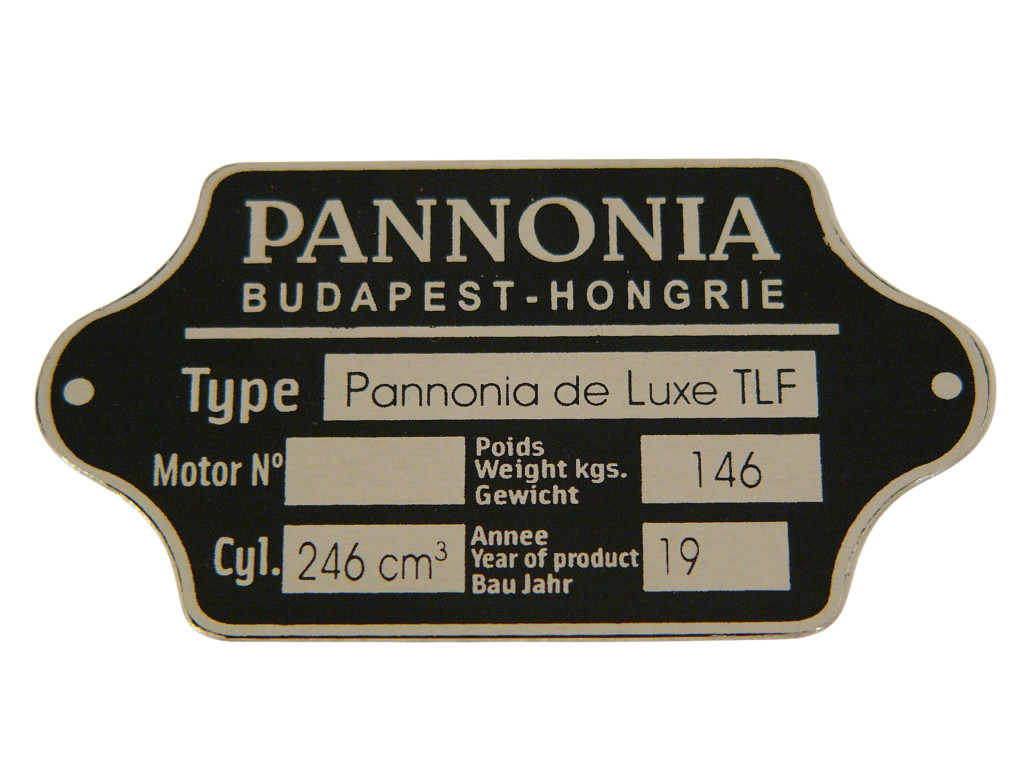 PANNONIA
BUDAPEST-HONGRIE
Type Pannonia de Luxe TLF
Motor Nº
Poids
Weight kgs. 146
Gewicht
Cyl. 246 cm³
Annee
Year of product 19
Bau Jahr